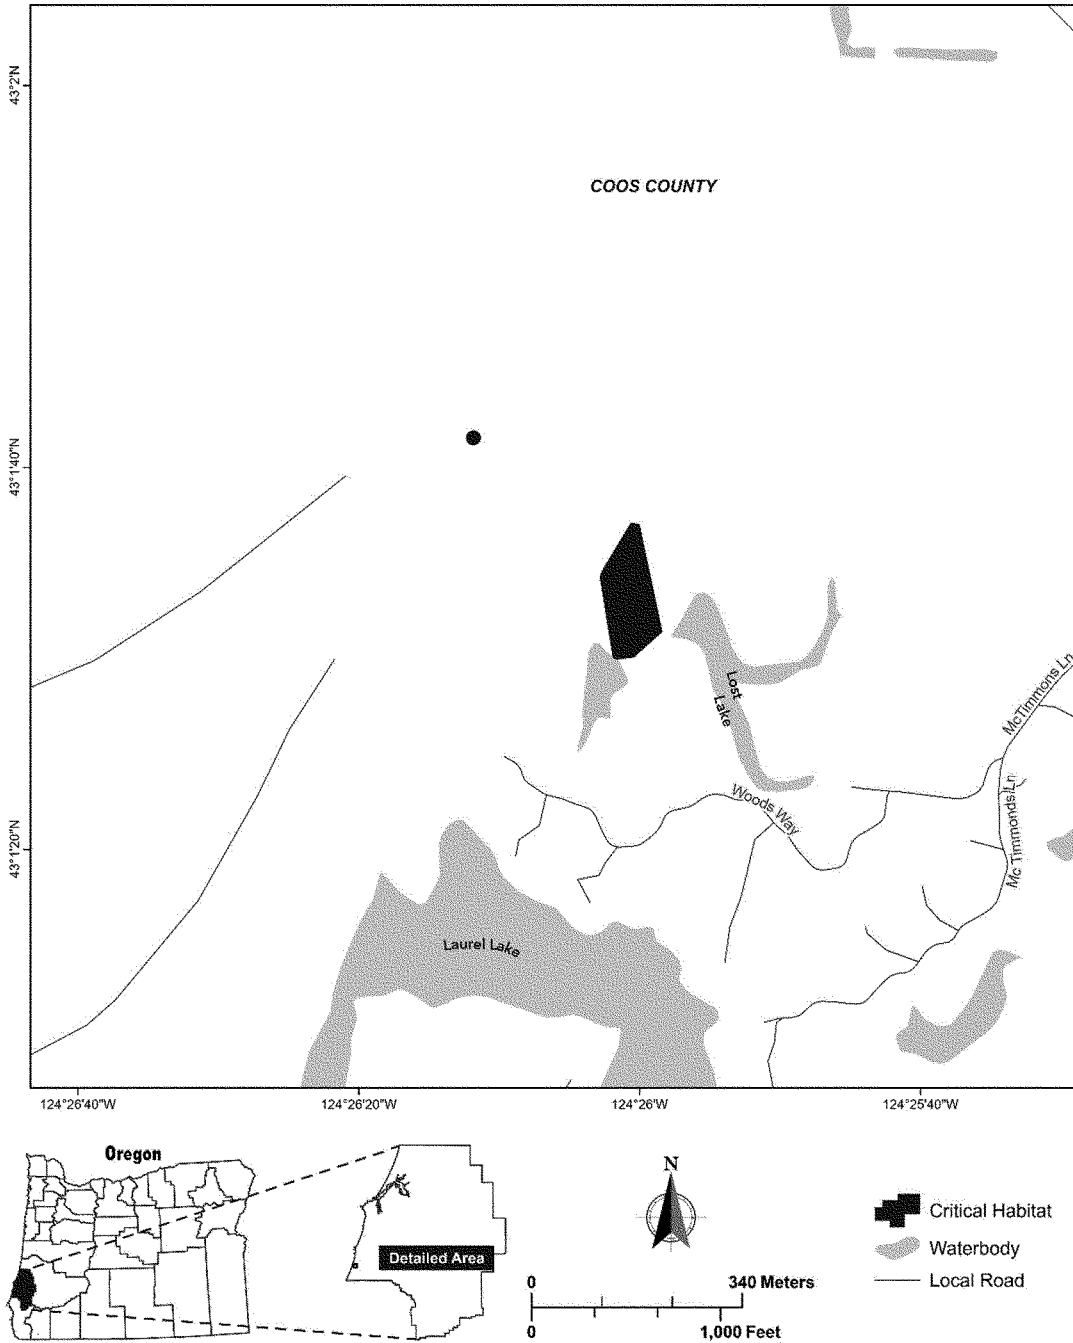 43°2'N
COOS COUNTY
43°1'40"N
Lost
Lake
McTimmons Ln
Woods Way
Mc Timmonds Ln
43°1'20"N
Laurel Lake
124°26'40"W
124°26'20"W
124°26'W
124°25'40"W
Oregon
Detailed Area
N
0
340 Meters
0
1,000 Feet
Critical Habitat
Waterbody
Local Road